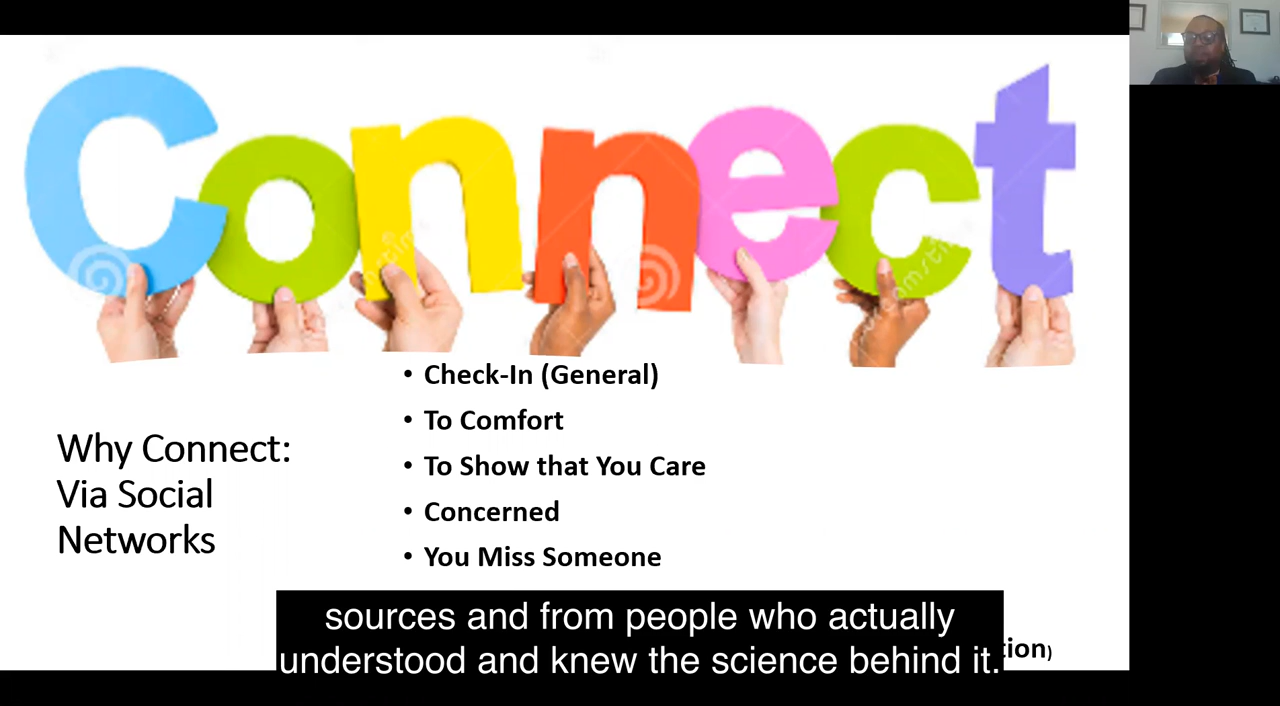 Connect
Why Connect:
Via Social
Networks
• Check-In (General)
• To Comfort
• To Show that You Care
• Concerned
• You Miss Someone
sources and from people who actually
understood and knew the science behind it.